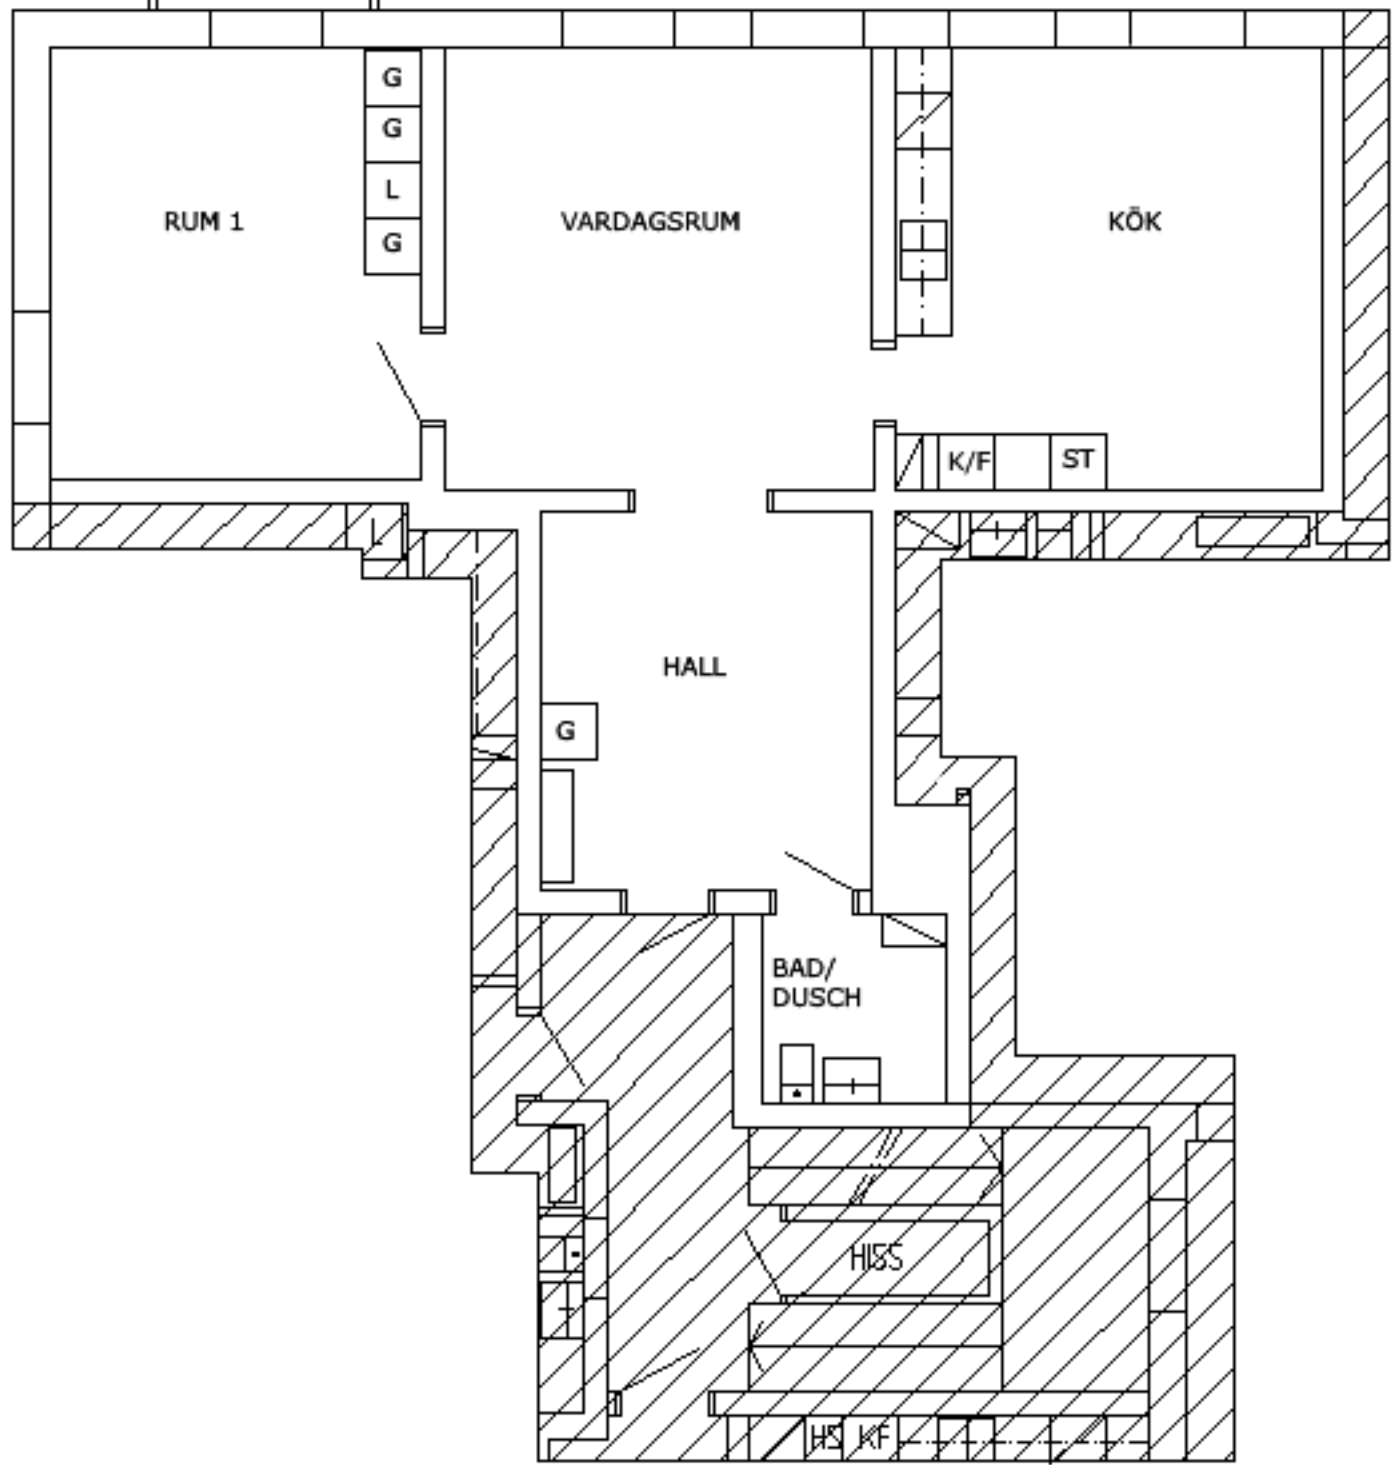 G
G
L
G
RUM 1
VARDAGSRUM
KÖK
K/F
ST
L
HALL
G
BAD/
DUSCH
HISS
HS
KF